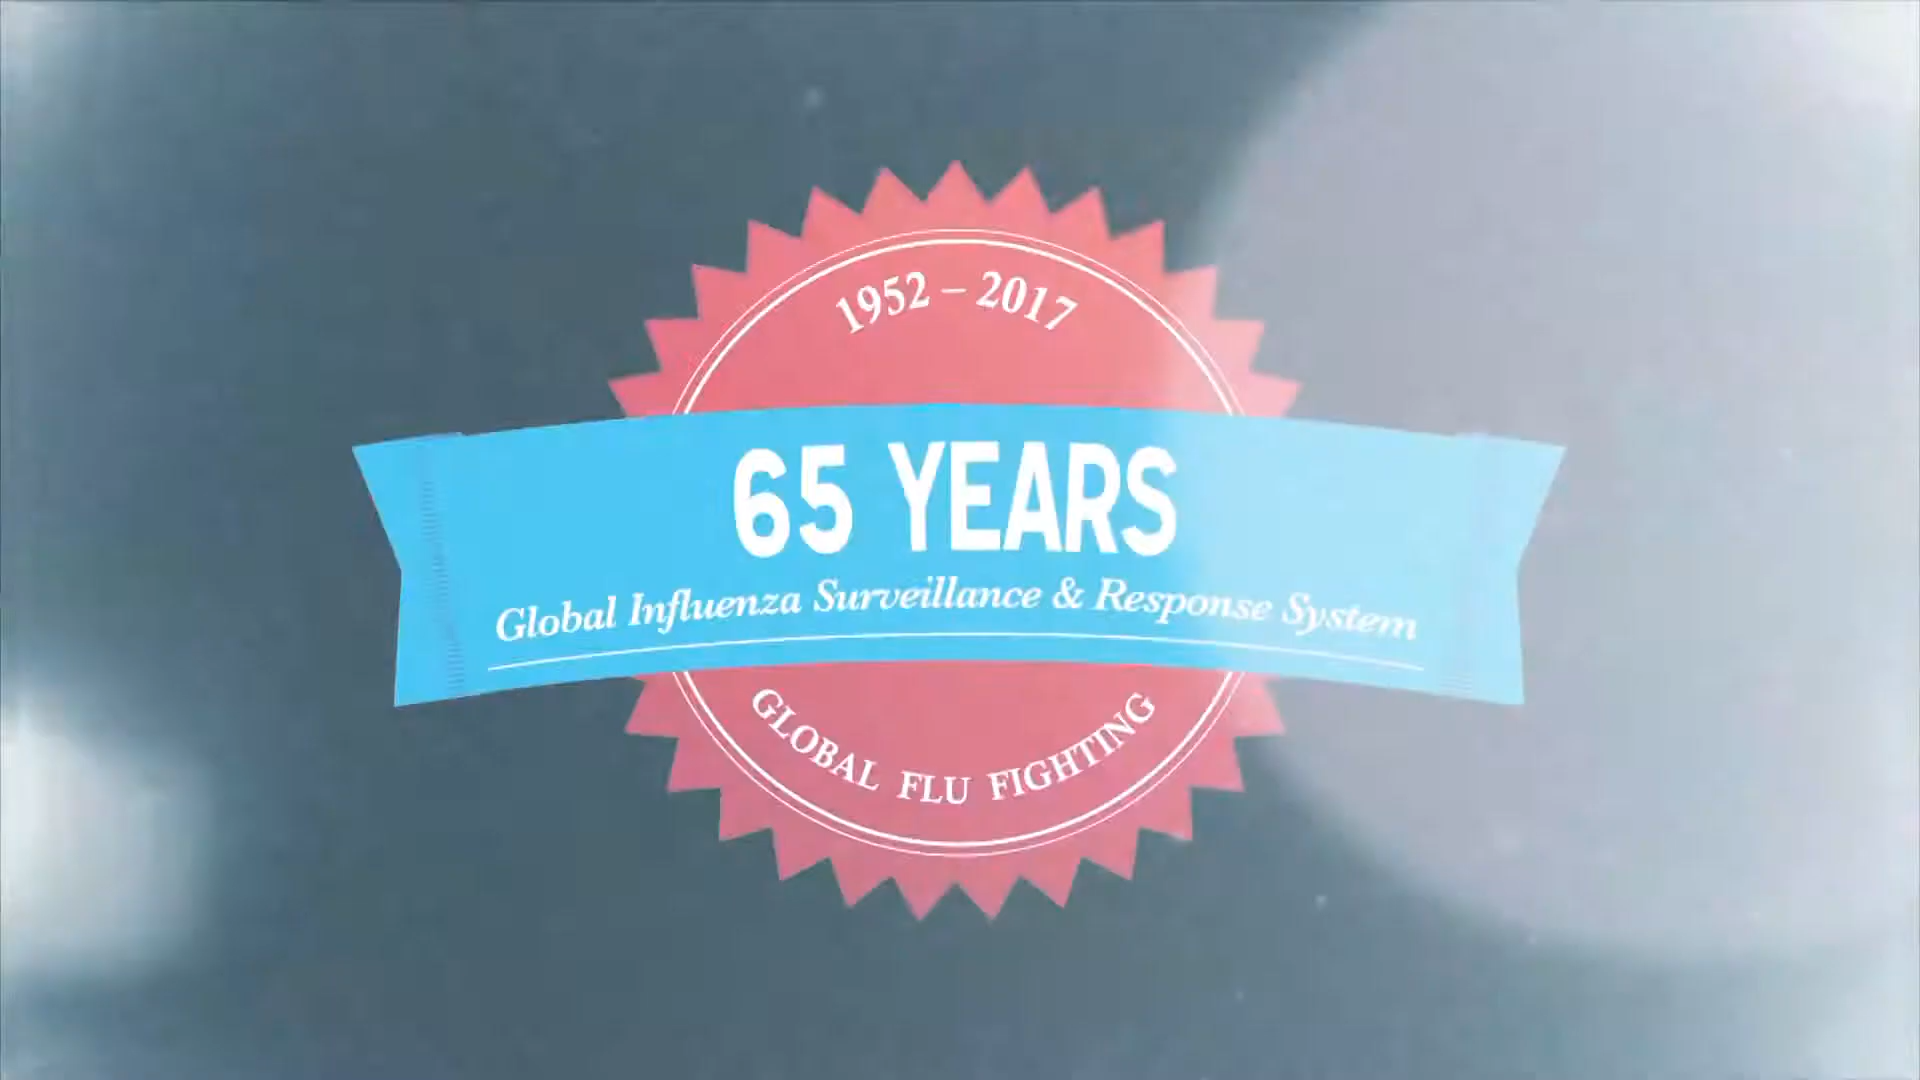 1952 – 2017
65 YEARS
Global Influenza Surveillance & Response System
GLOBAL FLU FIGHTING